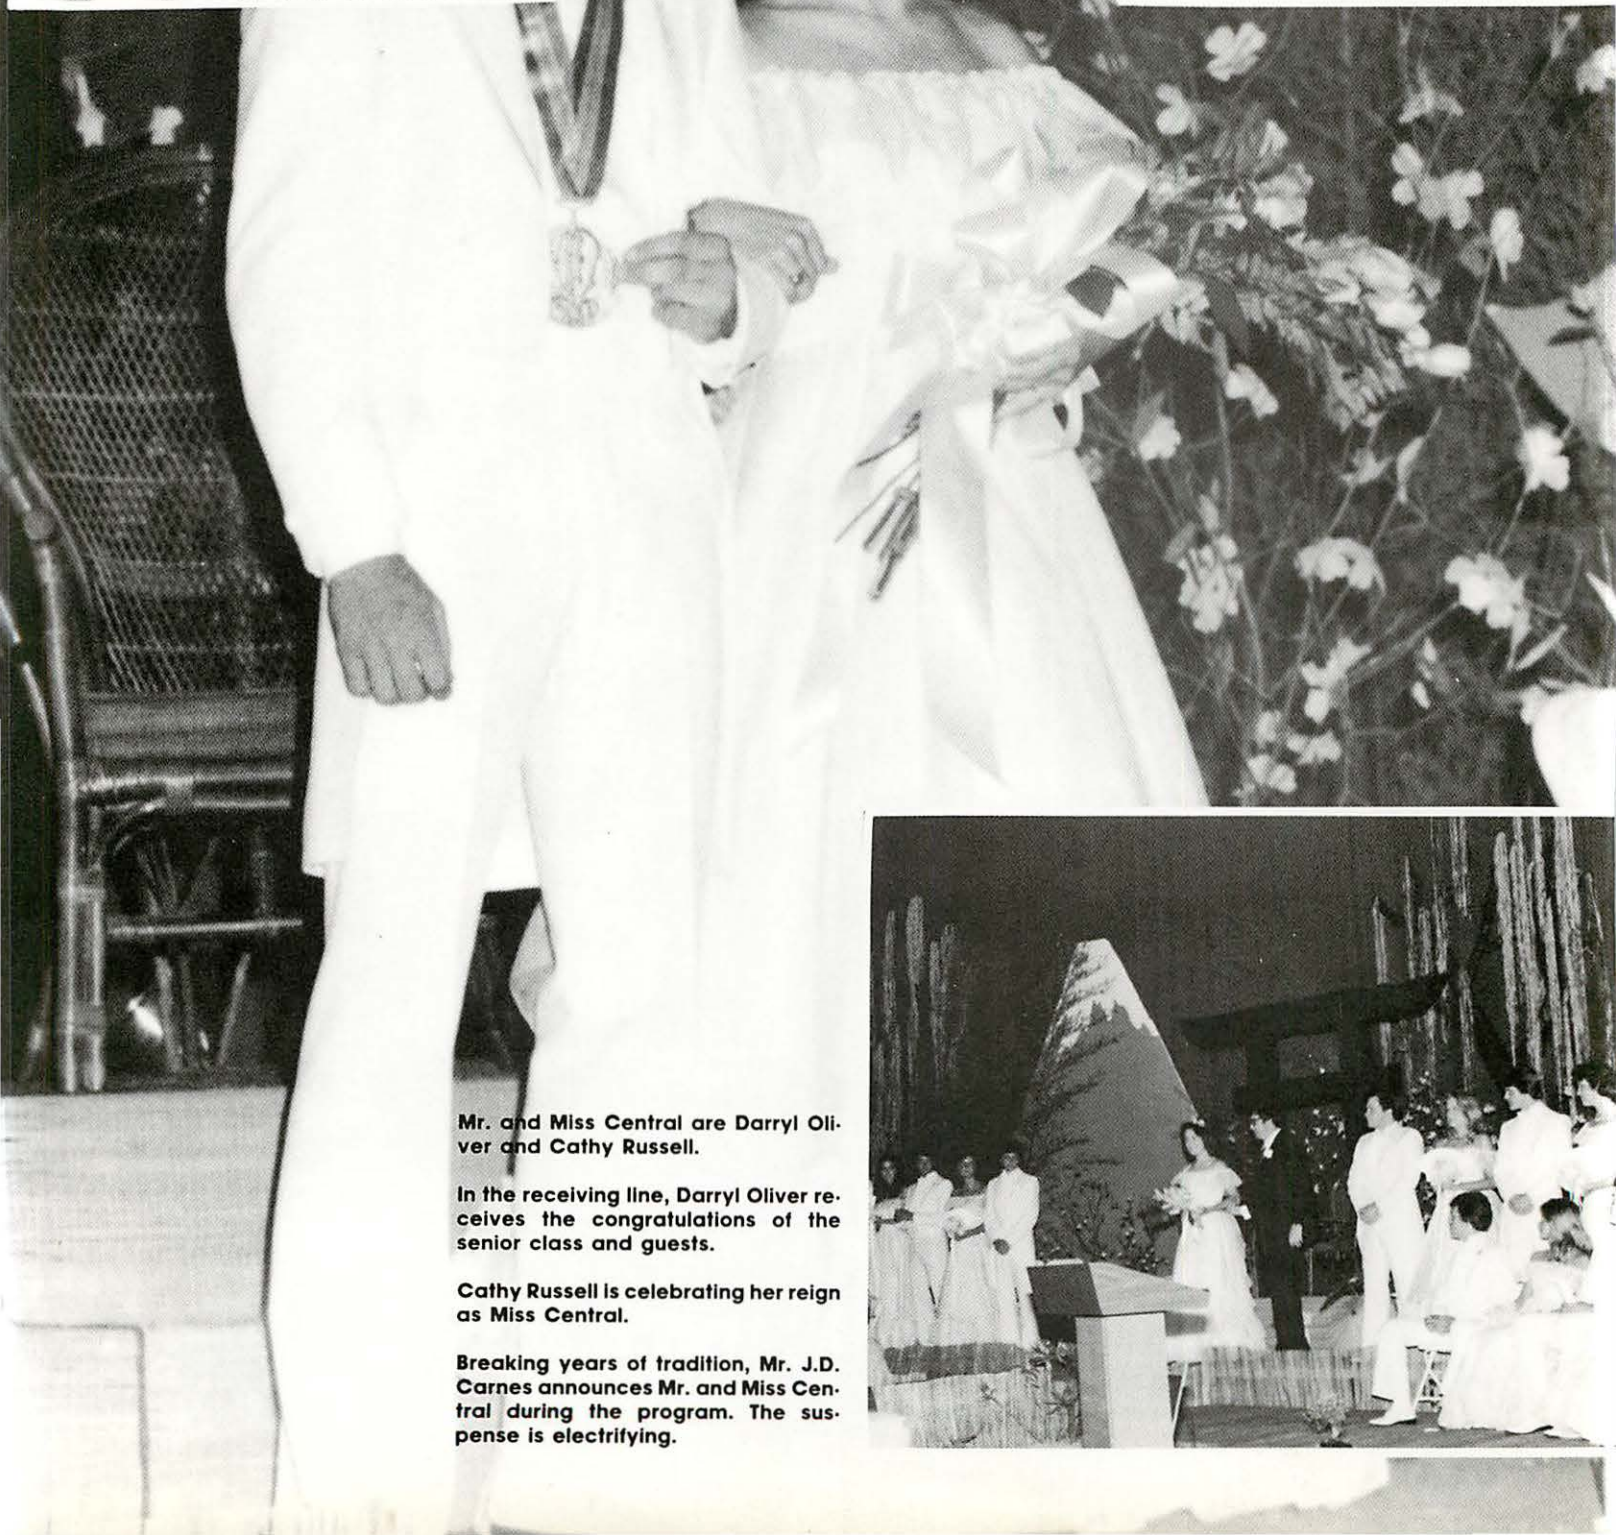 Mr. and Miss Central are Darryl Oli-
ver and Cathy Russell.
In the receiving line, Darryl Oliver re-
ceives the congratulations of the
senior class and guests.
Cathy Russell is celebrating her reign
as Miss Central.
Breaking years of tradition, Mr. J.D.
Carnes announces Mr. and Miss Cen-
tral during the program. The sus-
pense is electrifying.